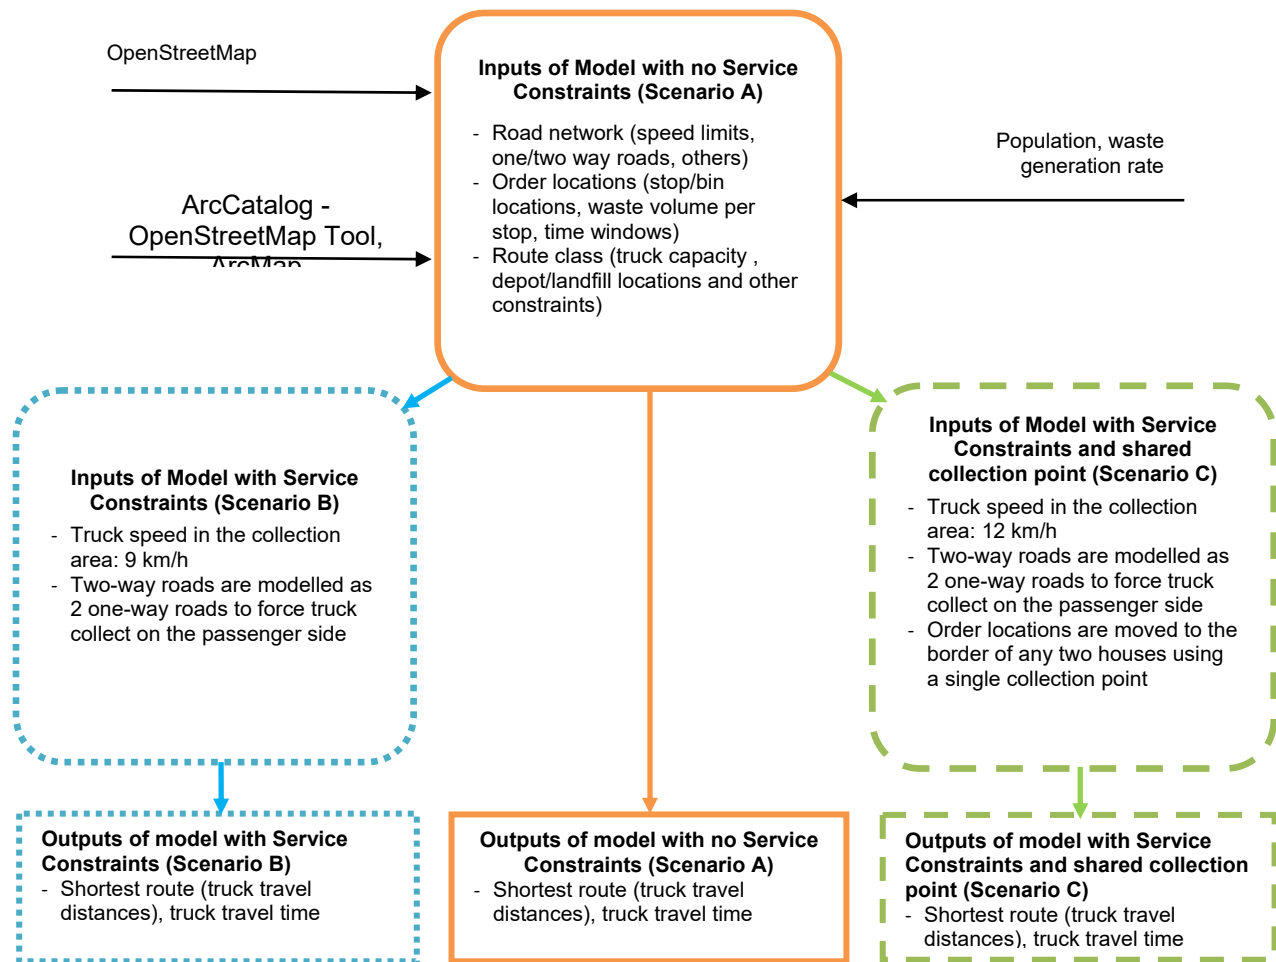 OpenStreetMap
ArcCatalog -
OpenStreetMap Tool,
ArcMap
Inputs of Model with no Service
Constraints (Scenario A)
- Road network (speed limits,
one/two way roads, others)
- Order locations (stop/bin
locations, waste volume per
stop, time windows)
- Route class (truck capacity ,
depot/landfill locations and other
constraints)
Population, waste
generation rate
Inputs of Model with Service
Constraints (Scenario B)
- Truck speed in the collection
area: 9 km/h
- Two-way roads are modelled as
2 one-way roads to force truck
collect on the passenger side
Inputs of Model with Service
Constraints and shared
collection point (Scenario C)
- Truck speed in the collection
area: 12 km/h
- Two-way roads are modelled as
2 one-way roads to force truck
collect on the passenger side
- Order locations are moved to the
border of any two houses using
a single collection point
Outputs of model with Service
Constraints (Scenario B)
- Shortest route (truck travel
distances), truck travel time
Outputs of model with no Service
Constraints (Scenario A)
- Shortest route (truck travel
distances), truck travel time
Outputs of model with Service
Constraints and shared collection
point (Scenario C)
- Shortest route (truck travel
distances), truck travel time